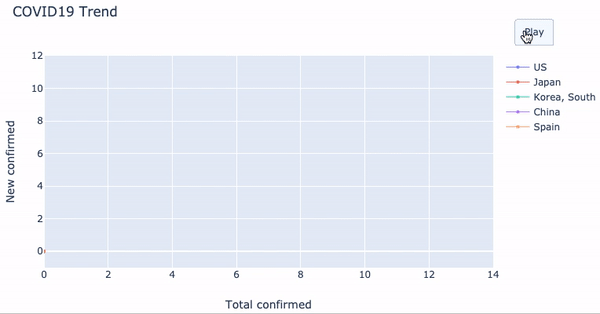 COVID19 Trend
Play
US
Japan
Korea, South
China
Spain
New confirmed
12
10
8
6
4
2
0
0 2 4 6 8 10 12 14
Total confirmed